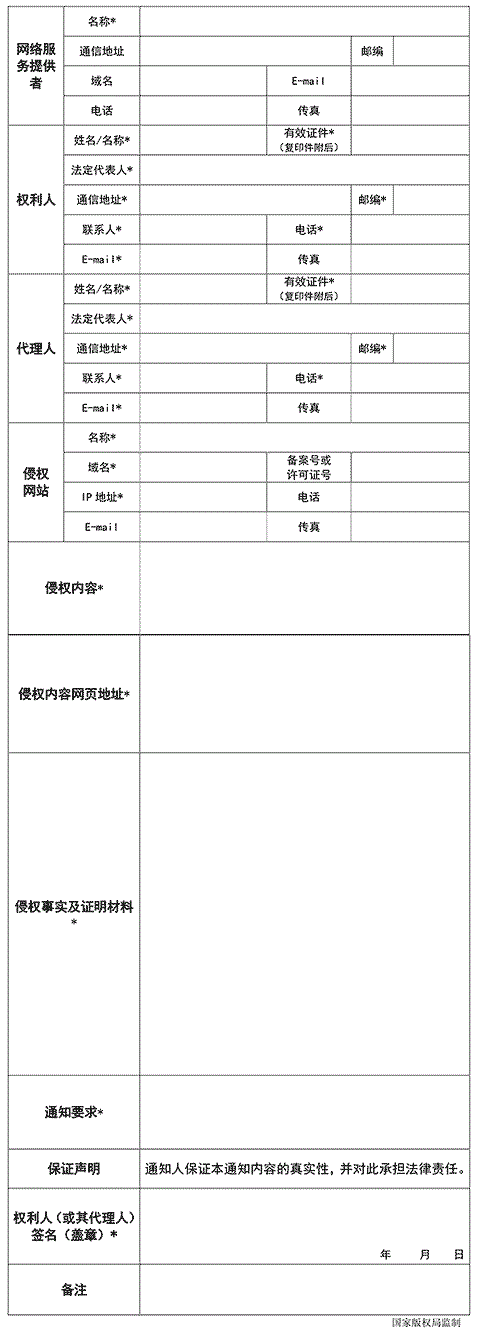 网络服
务提供
者
名称*
通信地址
邮编
域名
E-mail
电话
传真
权利人
姓名/名称*
有效证件*
(复印件附后)
法定代表人*
通信地址*
邮编*
联系人*
电话*
E-mail*
传真
代理人
姓名/名称*
有效证件*
(复印件附后)
法定代表人*
通信地址*
邮编*
联系人*
电话*
E-mail*
传真
侵权
网站
名称*
域名*
备案号或
许可证号
IP 地址*
电话
E-mail
传真
侵权内容*
侵权内容网页地址*
侵权事实及证明材料
*
通知要求*
保证声明
通知人保证本通知内容的真实性，并对此承担法律责任。
权利人（或其代理人）
签名（盖章）*
年 月 日
备注
国家版权局监制